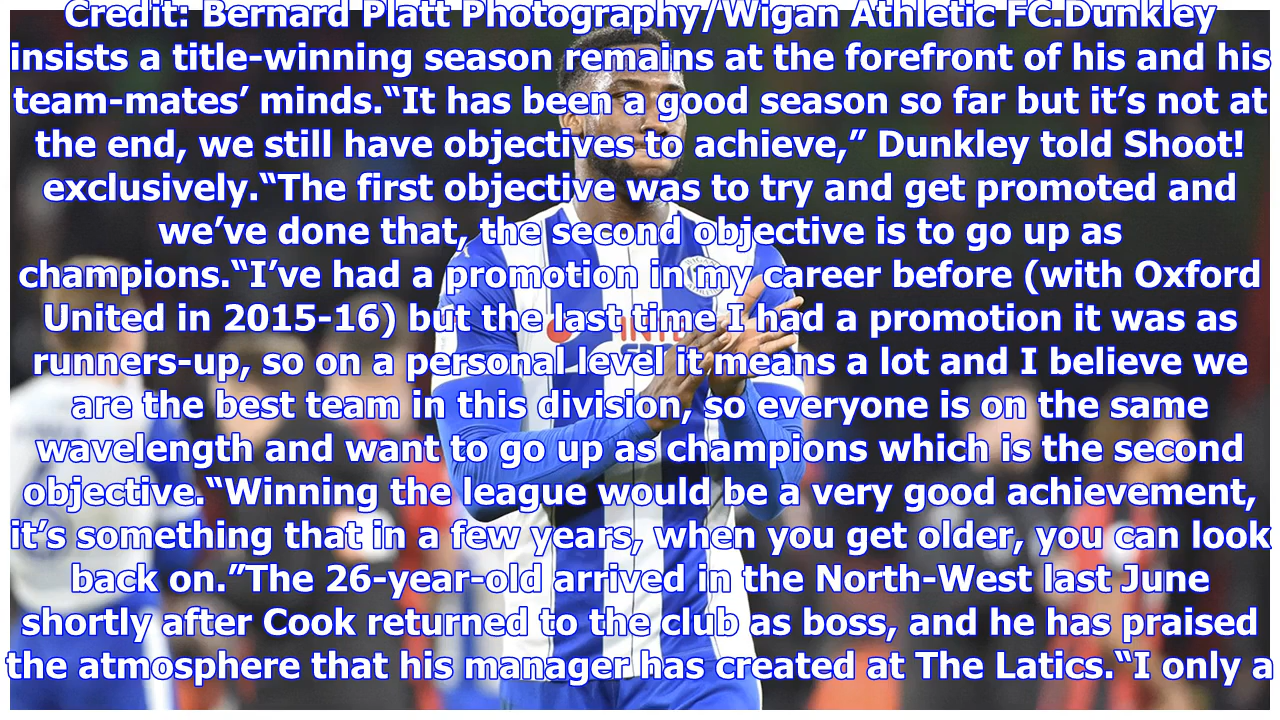 Credit: Bernard Platt Photography/Wigan Athletic FC.Dunkley
insists a title-winning season remains at the forefront of his and his
team-mates’ minds.“It has been a good season so far but it’s not at
the end, we still have objectives to achieve,” Dunkley told Shoot!
exclusively.“The first objective was to try and get promoted and
we’ve done that, the second objective is to go up as
champions.“I’ve had a promotion in my career before (with Oxford
United in 2015-16) but the last time I had a promotion it was as
runners-up, so on a personal level it means a lot and I believe we
are the best team in this division, so everyone is on the same
wavelength and want to go up as champions which is the second
objective.“Winning the league would be a very good achievement,
it’s something that in a few years, when you get older, you can look
back on.”The 26-year-old arrived in the North-West last June
shortly after Cook returned to the club as boss, and he has praised
the atmosphere that his manager has created at The Latics.“I only a